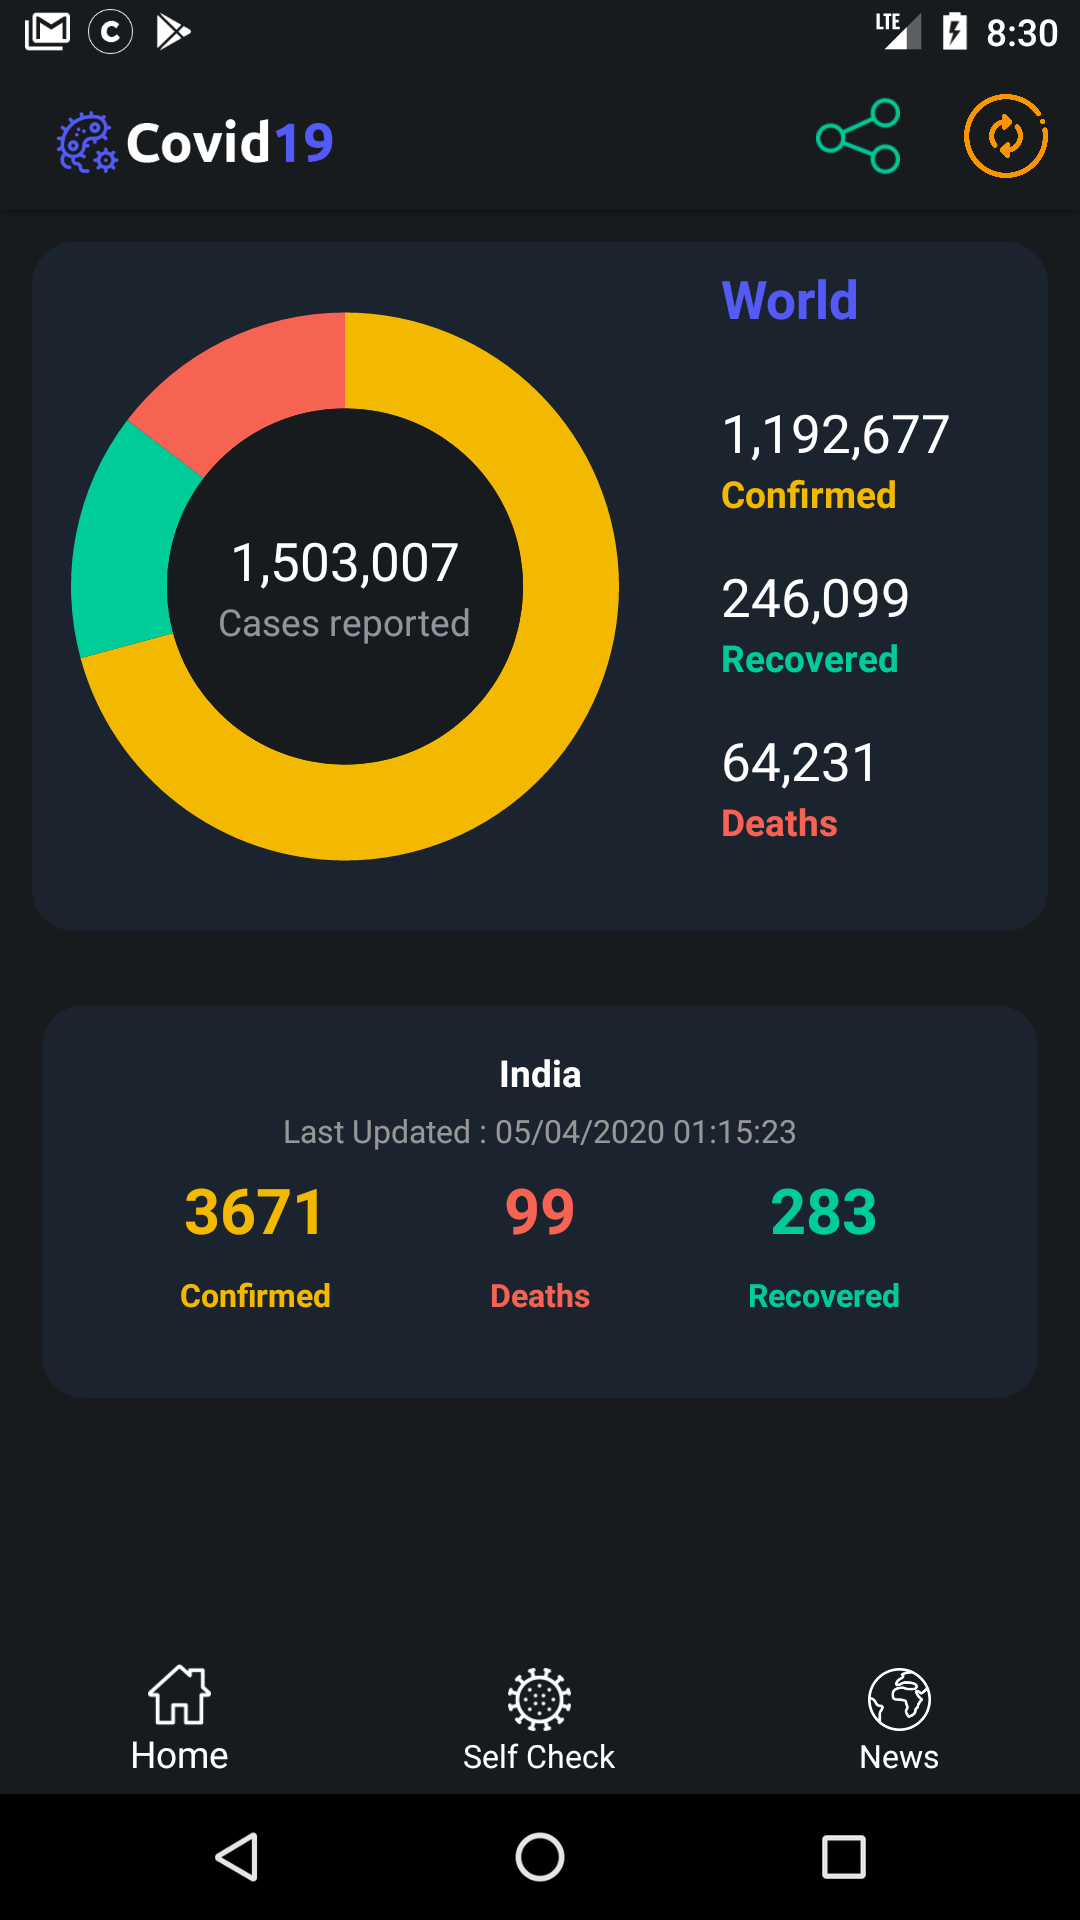 LTE 8:30
Covid19
World
1,192,677
Confirmed
1,503,007
Cases reported
246,099
Recovered
64,231
Deaths
India
Last Updated : 05/04/2020 01:15:23
3671 99 283
Confirmed Deaths Recovered
Home Self Check News